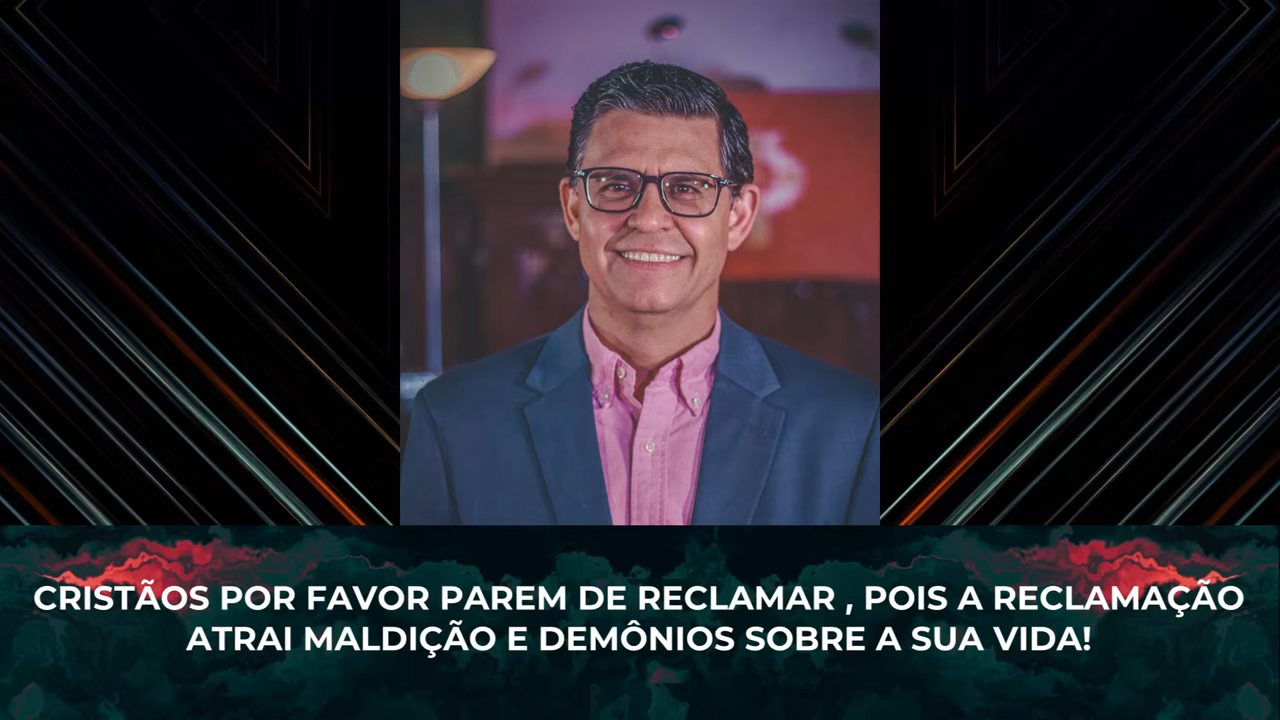 CRISTÃOS POR FAVOR PAREM DE RECLAMAR , POIS A RECLAMAÇÃO
ATRAI MALDIÇÃO E DEMÔNIOS SOBRE A SUA VIDA!